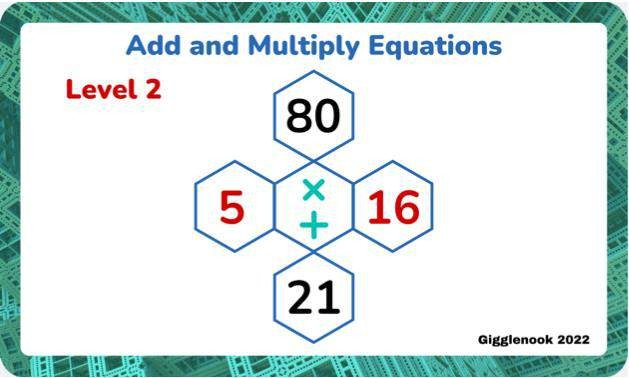 Add and Multiply Equations
Level 2
80
×
5 16
+
21
Gigglenook 2022